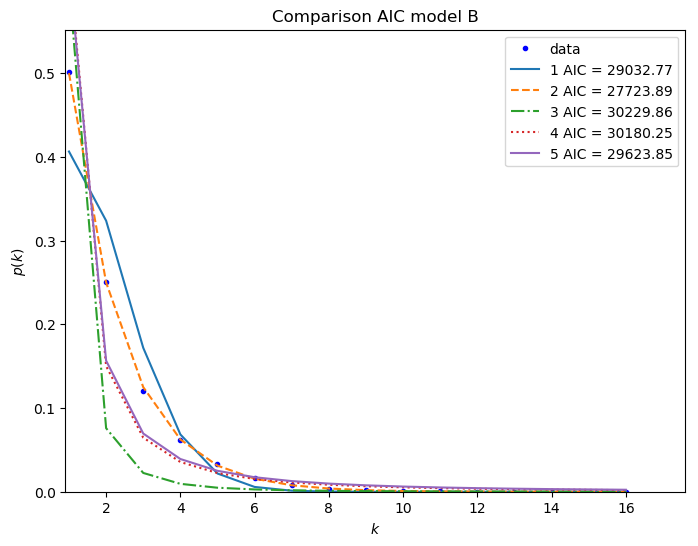 Comparison AIC model B
data
1 AIC = 29032.77
2 AIC = 27723.89
3 AIC = 30229.86
4 AIC = 30180.25
5 AIC = 29623.85
p(k)
0.5
0.4
0.3
0.2
0.1
0.0
2 4 6 8 10 12 14 16
k